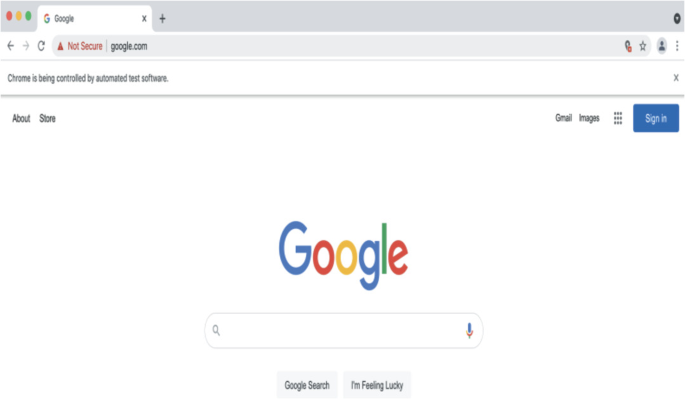 Google
Not Secure google.com
Chrome is being controlled by automated test software.
About Store Gmail Images Sign in
Google
Google Search I'm Feeling Lucky